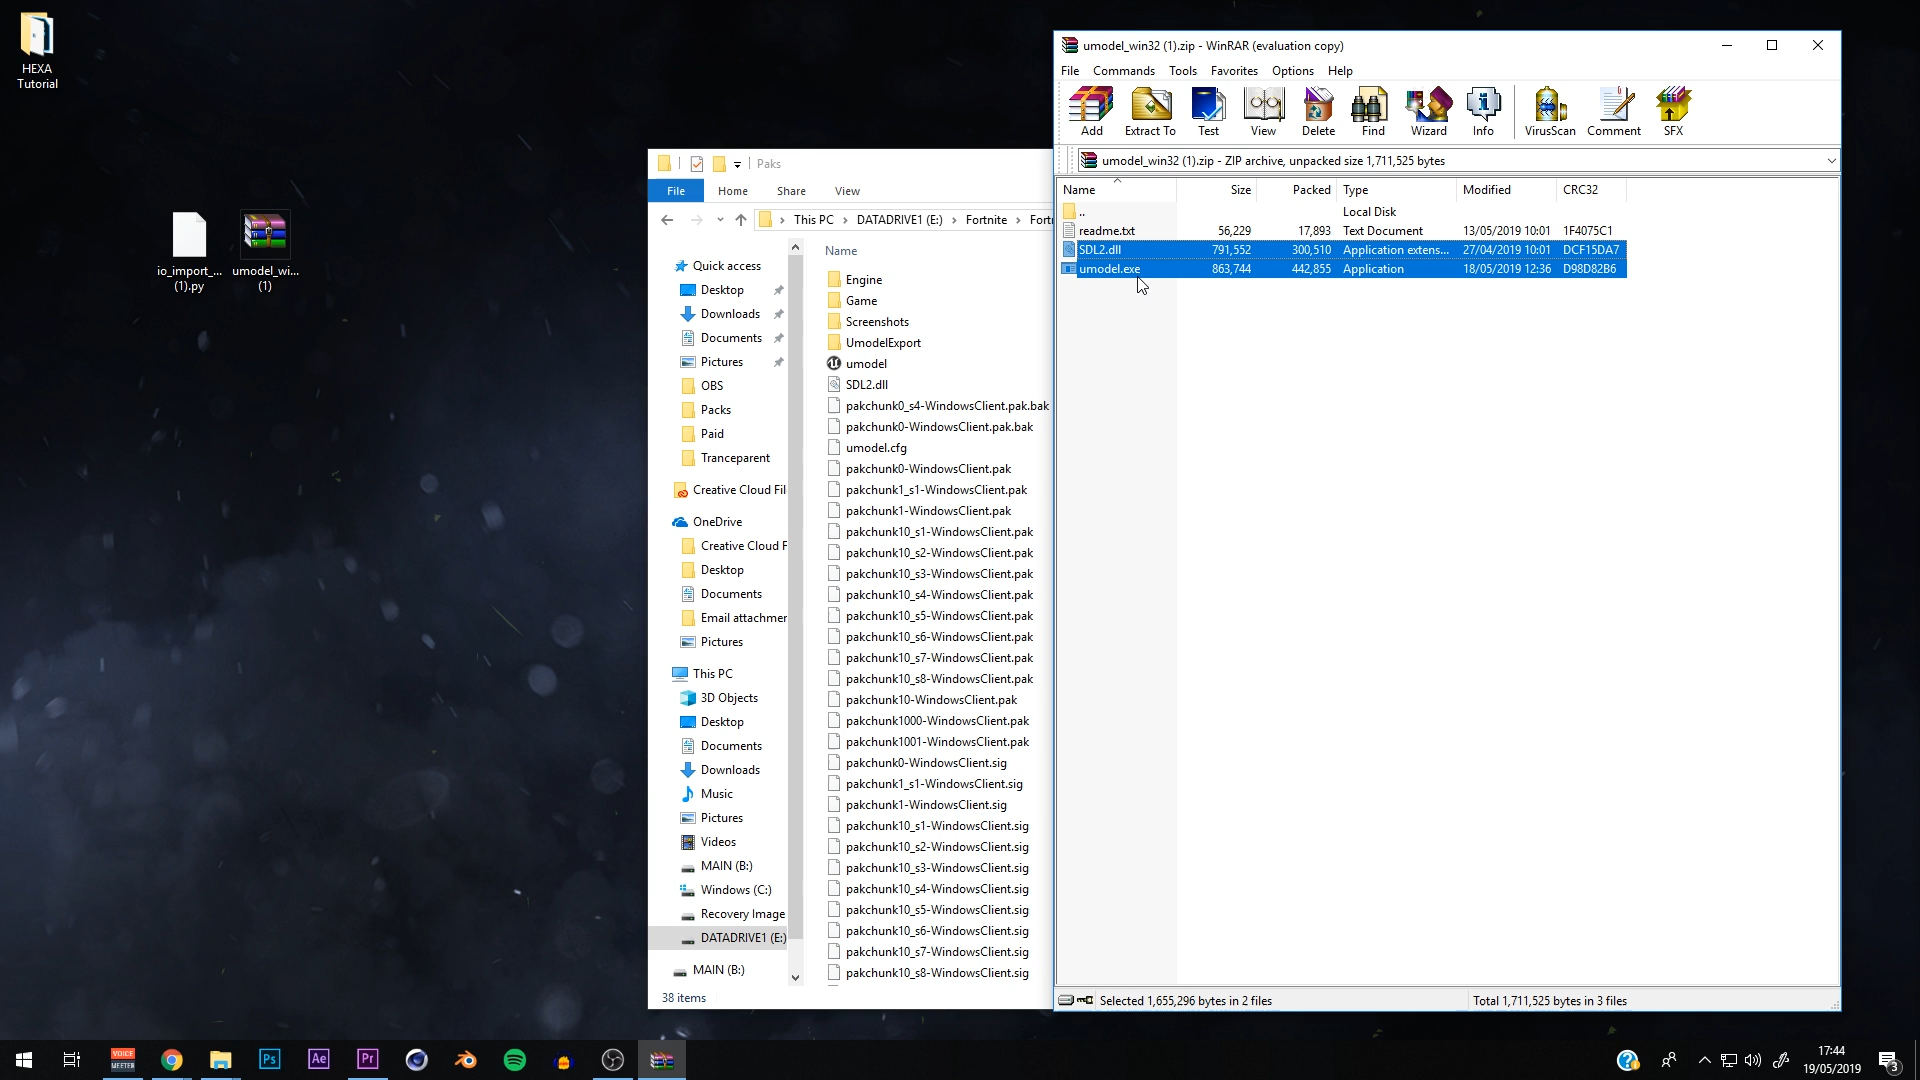 HEXA
Tutorial
io_import_...
(1).py
umodel_wi...
(1)
Paks
File
Home
Share
View
This PC
DATADRIVE1 (E:)
Fortnite
Fortn
Name
Quick access
Desktop
Downloads
Documents
Pictures
OBS
Packs
Paid
Tranceparent
Creative Cloud Fil
OneDrive
Creative Cloud F
Desktop
Documents
Email attachmer
Pictures
This PC
3D Objects
Desktop
Documents
Downloads
Music
Pictures
Videos
MAIN (B:)
Windows (C:)
Recovery Image
DATADRIVE1 (E:)
MAIN (B:)
Engine
Game
Screenshots
UmodelExport
umodel
SDL2.dll
pakchunk0_s4-WindowsClient.pak.bak
pakchunk0-WindowsClient.pak.bak
umodel.cfg
pakchunk0-WindowsClient.pak
pakchunk1_s1-WindowsClient.pak
pakchunk1-WindowsClient.pak
pakchunk10_s1-WindowsClient.pak
pakchunk10_s2-WindowsClient.pak
pakchunk10_s3-WindowsClient.pak
pakchunk10_s4-WindowsClient.pak
pakchunk10_s5-WindowsClient.pak
pakchunk10_s6-WindowsClient.pak
pakchunk10_s7-WindowsClient.pak
pakchunk10_s8-WindowsClient.pak
pakchunk10-WindowsClient.pak
pakchunk1000-WindowsClient.pak
pakchunk1001-WindowsClient.pak
pakchunk0-WindowsClient.sig
pakchunk1_s1-WindowsClient.sig
pakchunk1-WindowsClient.sig
pakchunk10_s1-WindowsClient.sig
pakchunk10_s2-WindowsClient.sig
pakchunk10_s3-WindowsClient.sig
pakchunk10_s4-WindowsClient.sig
pakchunk10_s5-WindowsClient.sig
pakchunk10_s6-WindowsClient.sig
pakchunk10_s7-WindowsClient.sig
pakchunk10_s8-WindowsClient.sig
38 items
umodel_win32 (1).zip - WinRAR (evaluation copy)
File Commands Tools Favorites Options Help
Add Extract To Test View Delete Find Wizard Info VirusScan Comment SFX
umodel_win32 (1).zip - ZIP archive, unpacked size 1,711,525 bytes
Name Size Packed Type Modified CRC32
.. Local Disk
readme.txt 56,229 17,893 Text Document 13/05/2019 10:01 1F4075C1
SDL2.dll 791,552 300,510 Application extens... 27/04/2019 10:01 DCF15DA7
umodel.exe 863,744 442,855 Application 18/05/2019 12:36 D98D82B6
Selected 1,655,296 bytes in 2 files
Total 1,711,525 bytes in 3 files
VOICE
MEETER
Ps
Ae
Pr
17:44
19/05/2019
3